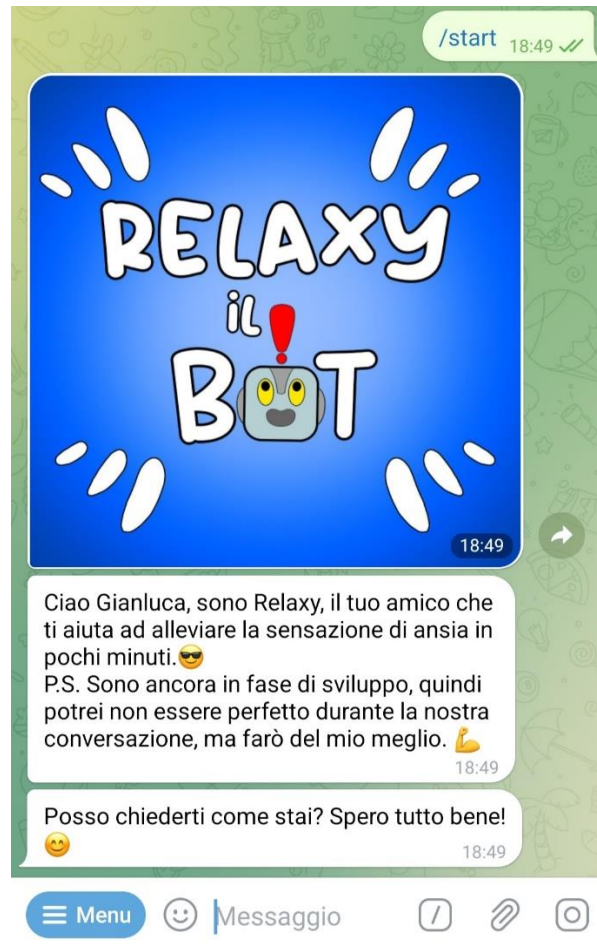 /start 18:49
RELAXY
iL
BOT
18:49
Ciao Gianluca, sono Relaxy, il tuo amico che
ti aiuta ad alleviare la sensazione di ansia in
pochi minuti.😎
P.S. Sono ancora in fase di sviluppo, quindi
potrei non essere perfetto durante la nostra
conversazione, ma farò del mio meglio. 💪
18:49
Posso chiederti come stai? Spero tutto bene!
😊
18:49
Menu Messaggio /